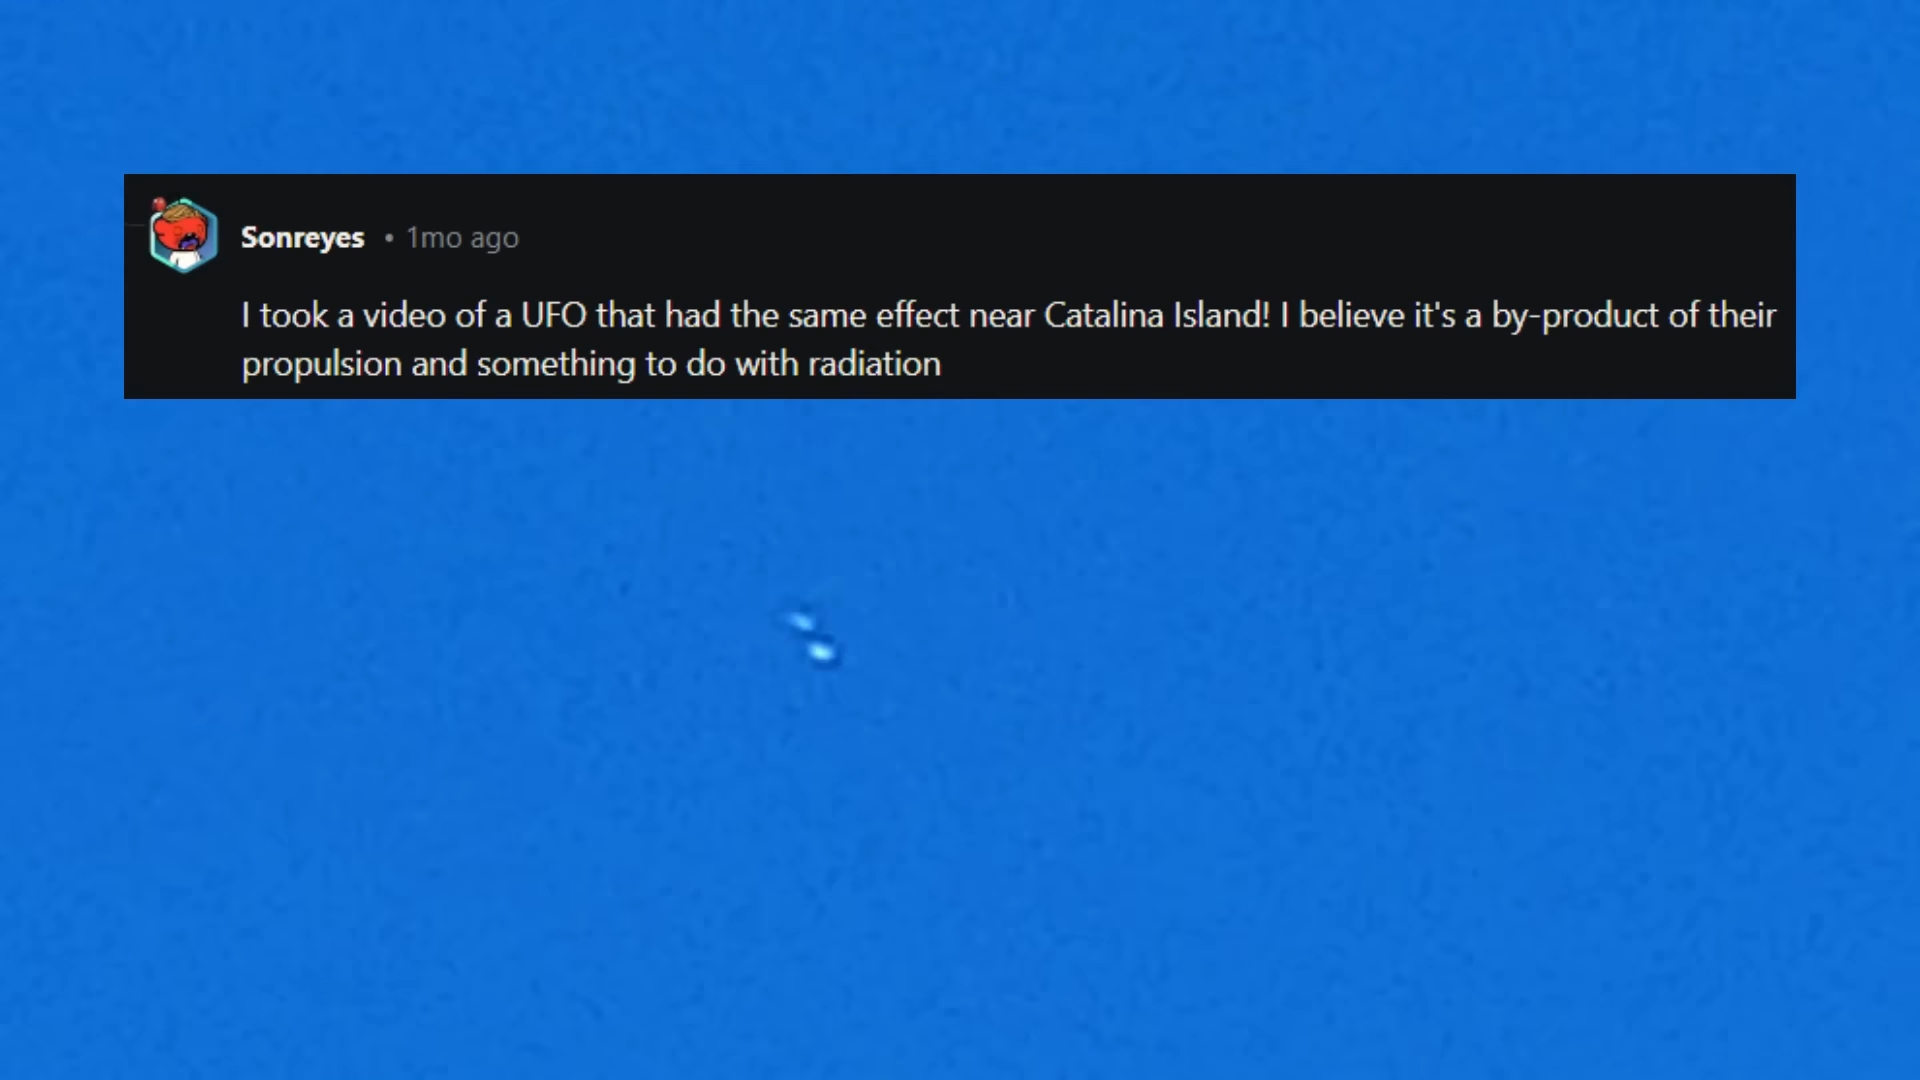 Sonreyes • 1mo ago
I took a video of a UFO that had the same effect near Catalina Island! I believe it's a by-product of their
propulsion and something to do with radiation